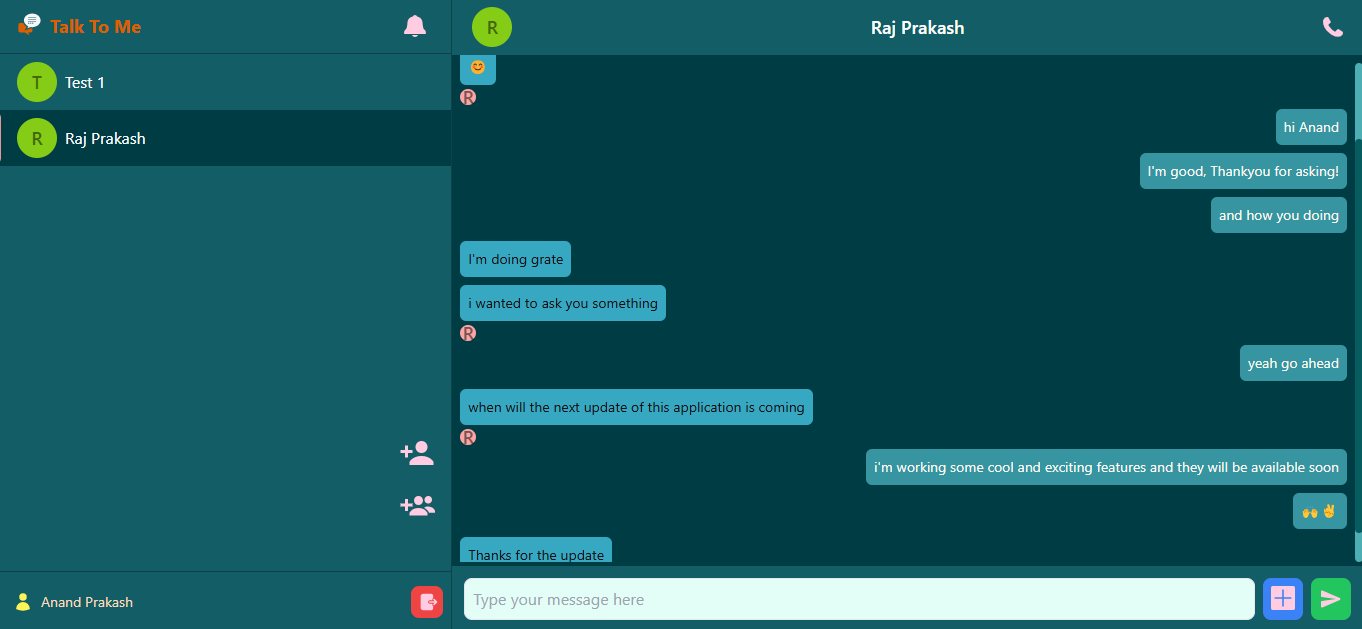 Talk To Me
T Test 1
R Raj Prakash
Anand Prakash
R Raj Prakash
😊
R
hi Anand
I'm good, Thankyou for asking!
and how you doing
I'm doing grate
i wanted to ask you something
R
yeah go ahead
when will the next update of this application is coming
R
i'm working some cool and exciting features and they will be available soon
🙌✌
Thanks for the update
Type your message here